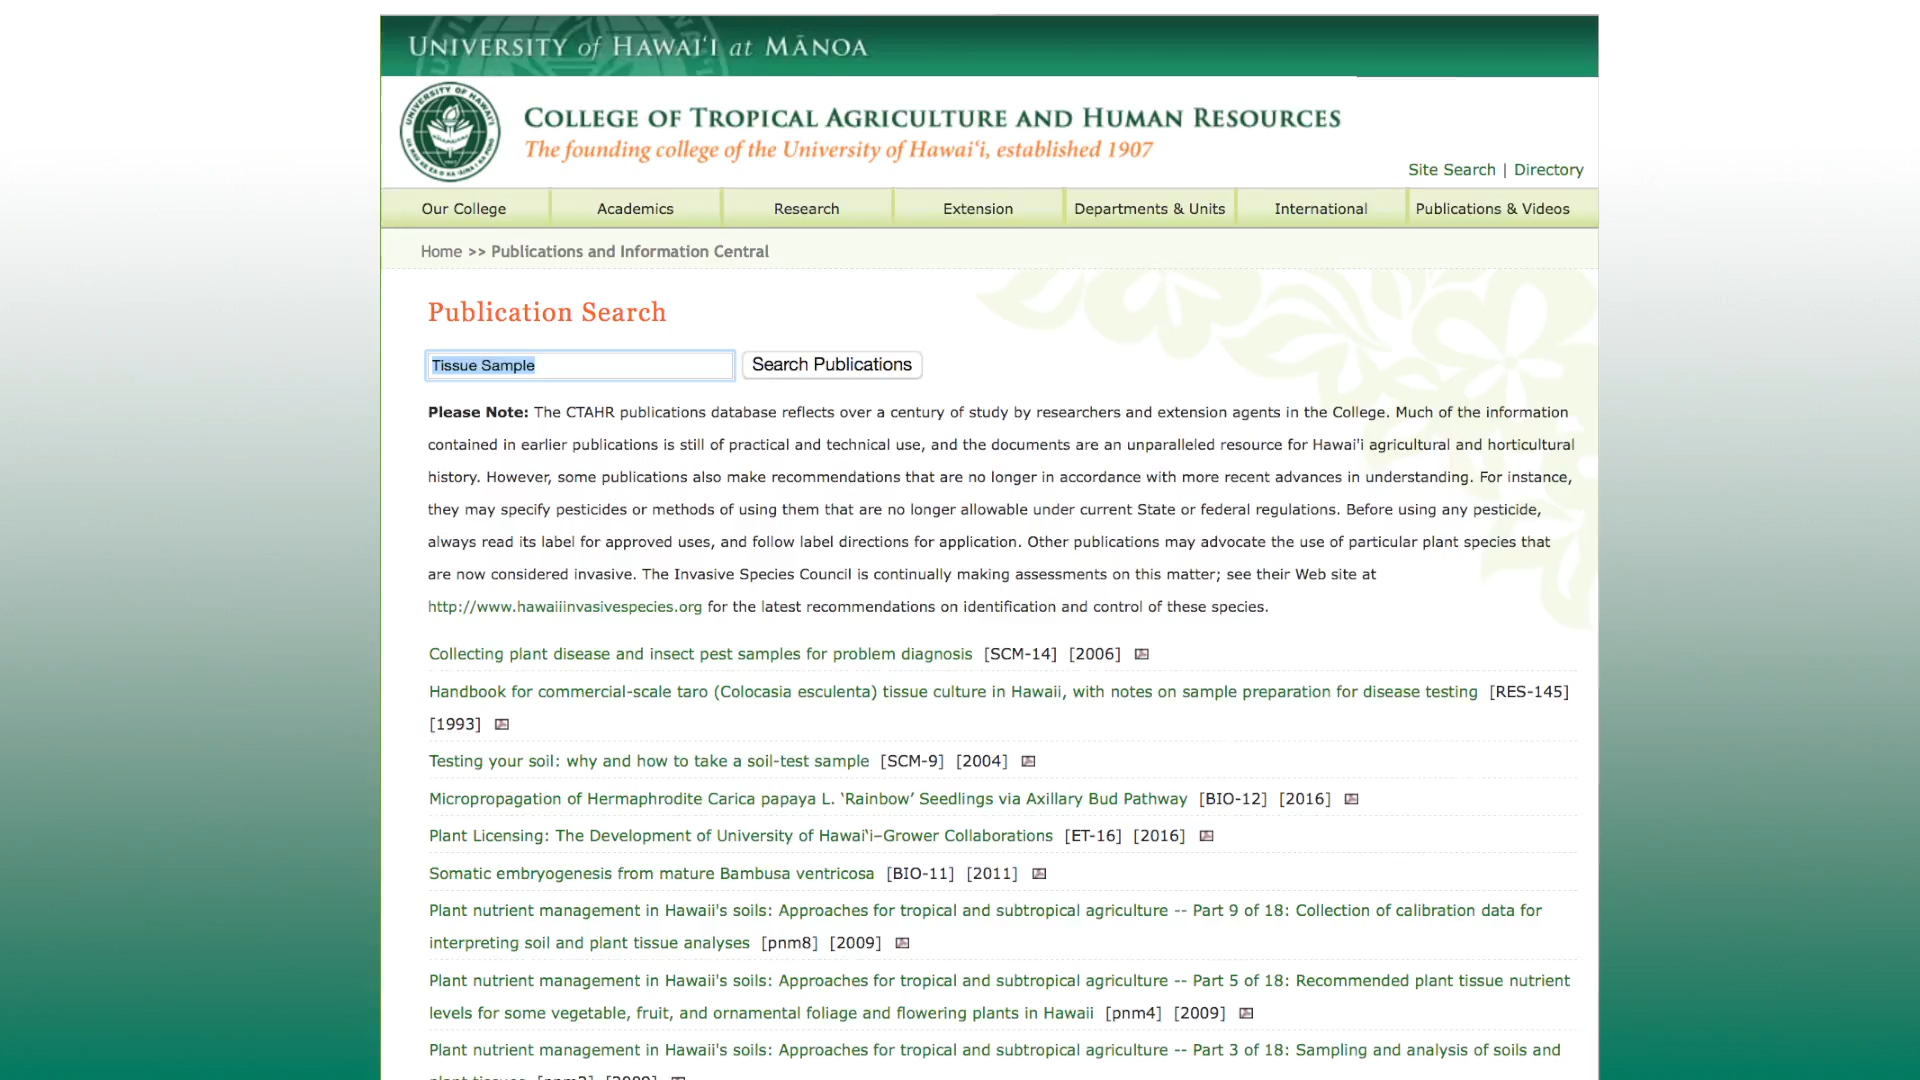 UNIVERSITY of HAWAI‘I at MĀNOA
COLLEGE OF TROPICAL AGRICULTURE AND HUMAN RESOURCES
The founding college of the University of Hawai‘i, established 1907
Site Search | Directory
Our College Academics Research Extension Departments & Units International Publications & Videos
Home >> Publications and Information Central
Publication Search
Tissue Sample Search Publications
Please Note: The CTAHR publications database reflects over a century of study by researchers and extension agents in the College. Much of the information
contained in earlier publications is still of practical and technical use, and the documents are an unparalleled resource for Hawai'i agricultural and horticultural
history. However, some publications also make recommendations that are no longer in accordance with more recent advances in understanding. For instance,
they may specify pesticides or methods of using them that are no longer allowable under current State or federal regulations. Before using any pesticide,
always read its label for approved uses, and follow label directions for application. Other publications may advocate the use of particular plant species that
are now considered invasive. The Invasive Species Council is continually making assessments on this matter; see their Web site at
http://www.hawaiiinvasivespecies.org for the latest recommendations on identification and control of these species.
Collecting plant disease and insect pest samples for problem diagnosis [SCM-14] [2006]
Handbook for commercial-scale taro (Colocasia esculenta) tissue culture in Hawaii, with notes on sample preparation for disease testing [RES-145]
[1993]
Testing your soil: why and how to take a soil-test sample [SCM-9] [2004]
Micropropagation of Hermaphrodite Carica papaya L. ‘Rainbow’ Seedlings via Axillary Bud Pathway [BIO-12] [2016]
Plant Licensing: The Development of University of Hawai‘i–Grower Collaborations [ET-16] [2016]
Somatic embryogenesis from mature Bambusa ventricosa [BIO-11] [2011]
Plant nutrient management in Hawaii's soils: Approaches for tropical and subtropical agriculture -- Part 9 of 18: Collection of calibration data for
interpreting soil and plant tissue analyses [pnm8] [2009]
Plant nutrient management in Hawaii's soils: Approaches for tropical and subtropical agriculture -- Part 5 of 18: Recommended plant tissue nutrient
levels for some vegetable, fruit, and ornamental foliage and flowering plants in Hawaii [pnm4] [2009]
Plant nutrient management in Hawaii's soils: Approaches for tropical and subtropical agriculture -- Part 3 of 18: Sampling and analysis of soils and